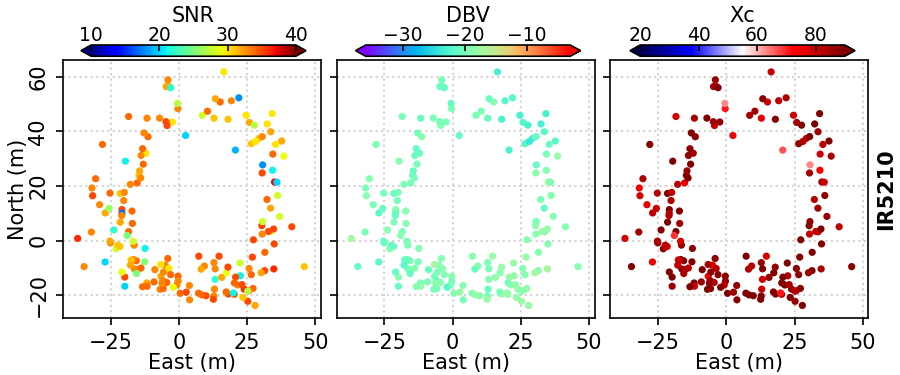 SNR DBV Xc
10 20 30 40 −30 −20 −10 20 40 60 80
60
40
20
0
−20
North (m)
IR5210
−25 0 25 50 −25 0 25 50 −25 0 25 50
East (m) East (m) East (m)